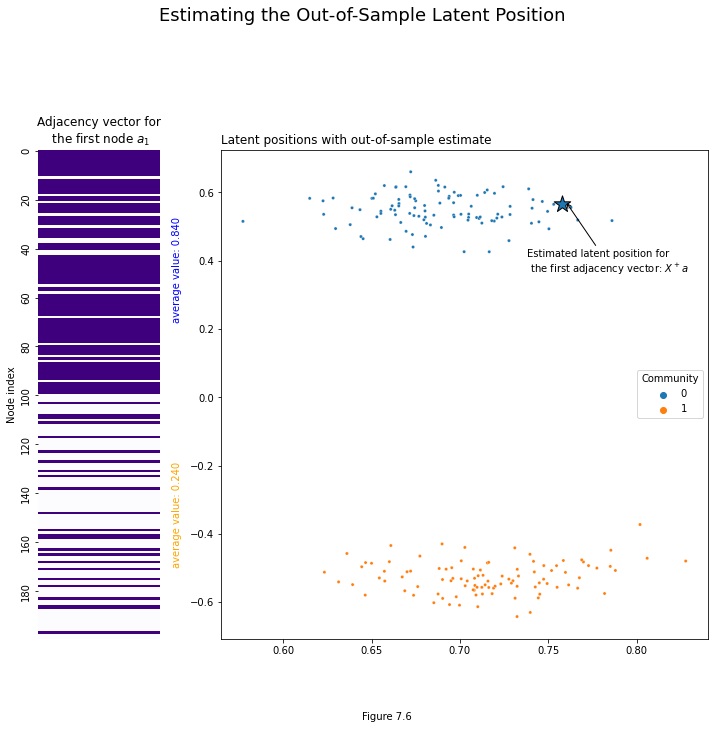 Estimating the Out-of-Sample Latent Position
Adjacency vector for
the first node a₁
Node index
0
20
40
60
80
100
120
140
160
180
average value: 0.840
average value: 0.240
Latent positions with out-of-sample estimate
0.6
0.4
0.2
0.0
−0.2
−0.4
−0.6
0.60
0.65
0.70
0.75
0.80
Estimated latent position for
the first adjacency vector: X⁺a
Community
0
1
Figure 7.6